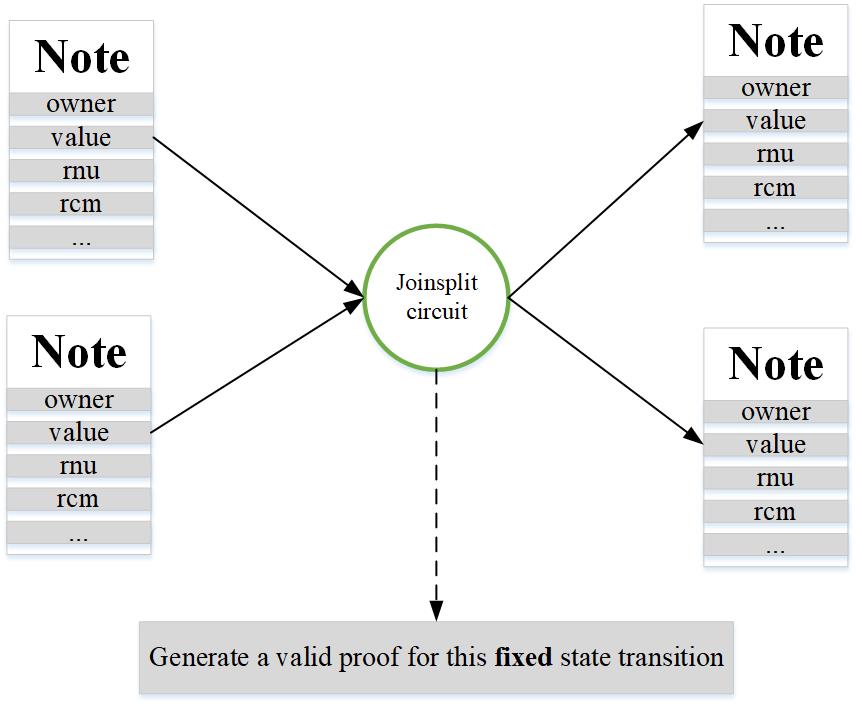 Note
owner
value
rnu
rcm
...
Note
owner
value
rnu
rcm
...
Joinsplit
circuit
Note
owner
value
rnu
rcm
...
Note
owner
value
rnu
rcm
...
Generate a valid proof for this fixed state transition